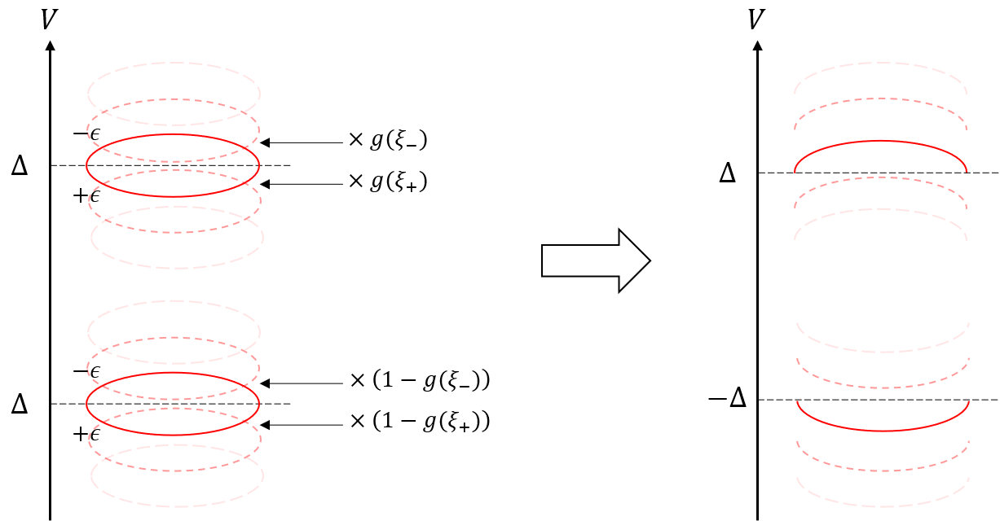 V
−ϵ
× g(ξ₋)
Δ
× g(ξ₊)
+ϵ
−ϵ
× (1 − g(ξ₋))
Δ
× (1 − g(ξ₊))
+ϵ
V
Δ
−Δ